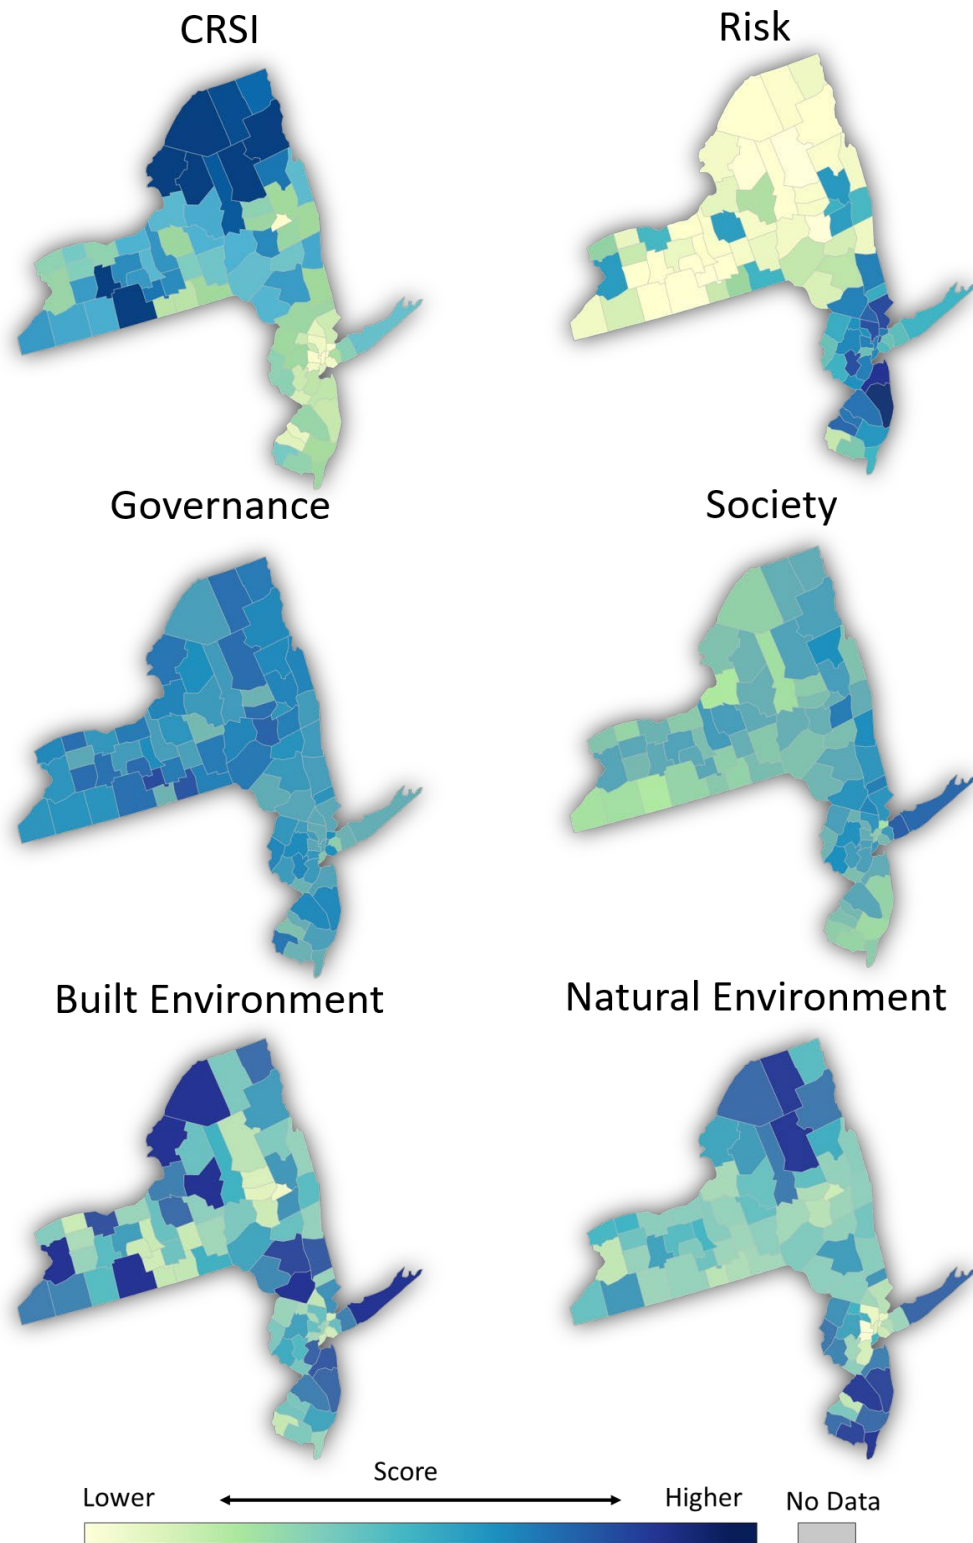 CRSI
Risk
Governance
Society
Built Environment
Natural Environment
Score
Lower
Higher
No Data